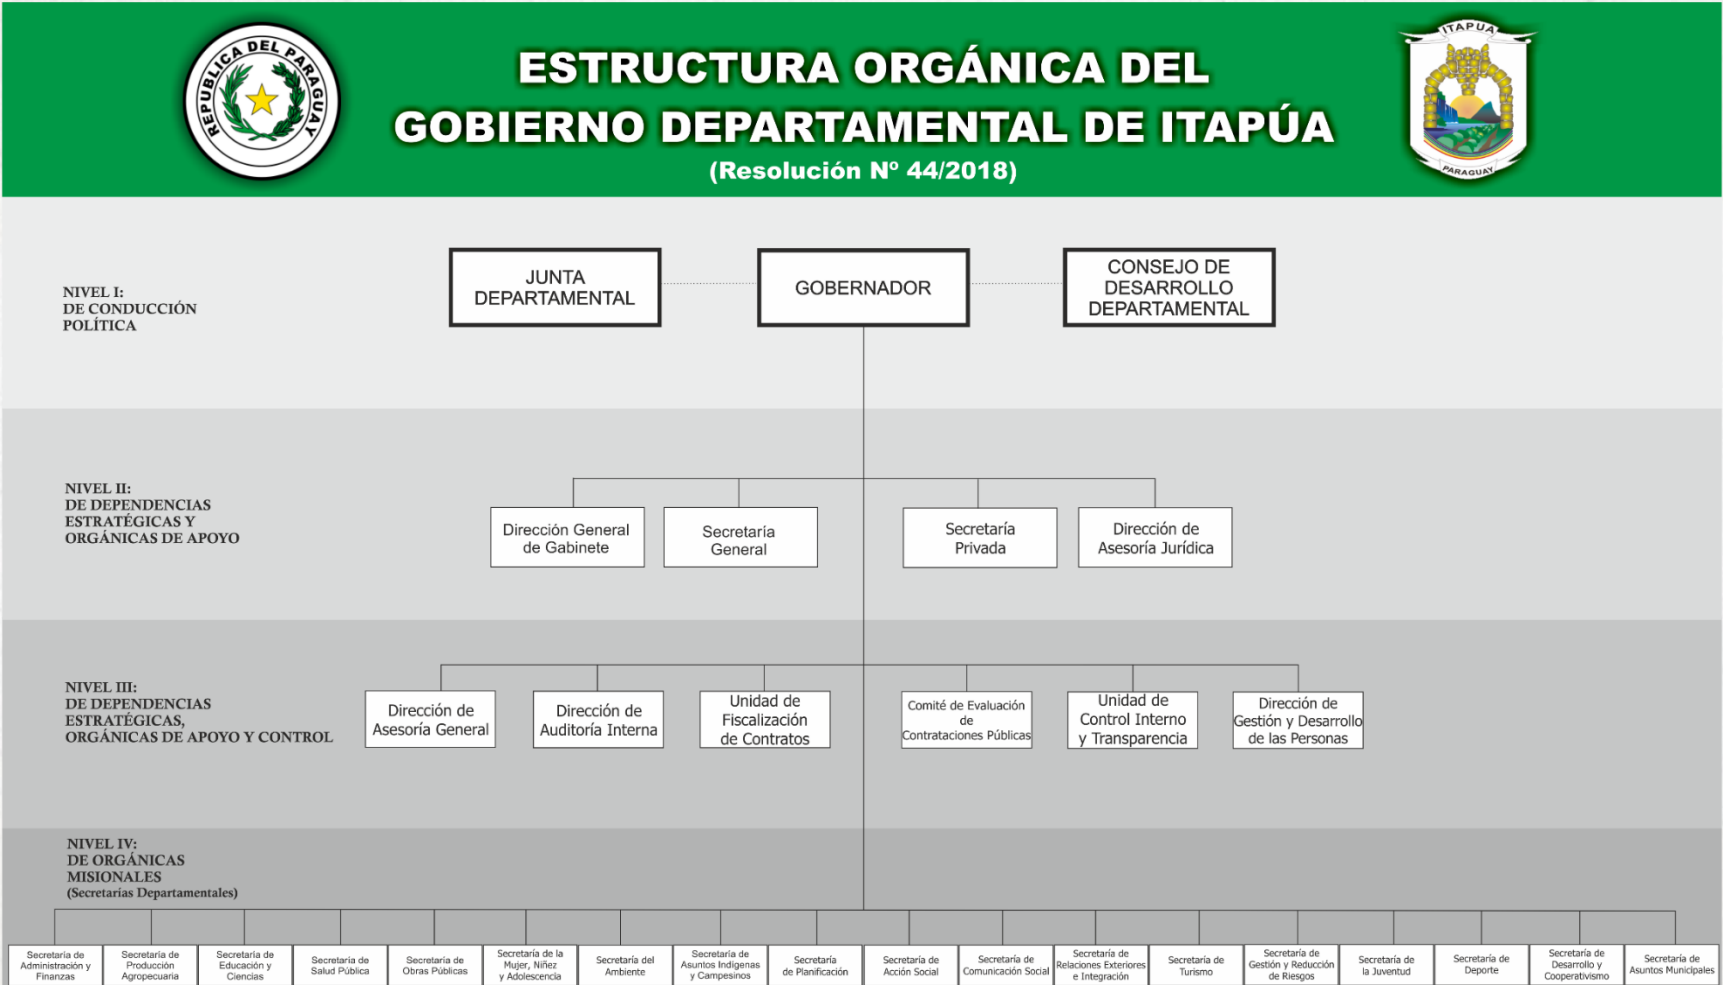 REPUBLICA DEL PARAGUAY
ESTRUCTURA ORGÁNICA DEL
GOBIERNO DEPARTAMENTAL DE ITAPÚA
(Resolución Nº 44/2018)
ITAPUA
PARAGUAY
NIVEL I:
DE CONDUCCIÓN
POLÍTICA
JUNTA
DEPARTAMENTAL
GOBERNADOR
CONSEJO DE
DESARROLLO
DEPARTAMENTAL
NIVEL II:
DE DEPENDENCIAS
ESTRATÉGICAS Y
ORGÁNICAS DE APOYO
Dirección General
de Gabinete
Secretaría
General
Secretaría
Privada
Dirección de
Asesoría Jurídica
NIVEL III:
DE DEPENDENCIAS
ESTRATÉGICAS,
ORGÁNICAS DE APOYO Y CONTROL
Dirección de
Asesoría General
Dirección de
Auditoría Interna
Unidad de
Fiscalización
de Contratos
Comité de Evaluación
de
Contrataciones Públicas
Unidad de
Control Interno
y Transparencia
Dirección de
Gestión y Desarrollo
de las Personas
NIVEL IV:
DE ORGÁNICAS
MISIONALES
(Secretarías Departamentales)
Secretaría de
Administración y
Finanzas
Secretaría de
Producción
Agropecuaria
Secretaría de
Educación y
Ciencias
Secretaría de
Salud Pública
Secretaría de
Obras Públicas
Secretaría de la
Mujer, Niñez
y Adolescencia
Secretaría del
Ambiente
Secretaría de
Asuntos Indígenas
y Campesinos
Secretaría
de Planificación
Secretaría de
Acción Social
Secretaría de
Comunicación Social
Secretaría de
Relaciones Exteriores
e Integración
Secretaría de
Turismo
Secretaría de
Gestión y Reducción
de Riesgos
Secretaría de
la Juventud
Secretaría de
Deporte
Secretaría de
Desarrollo y
Cooperativismo
Secretaría de
Asuntos Municipales